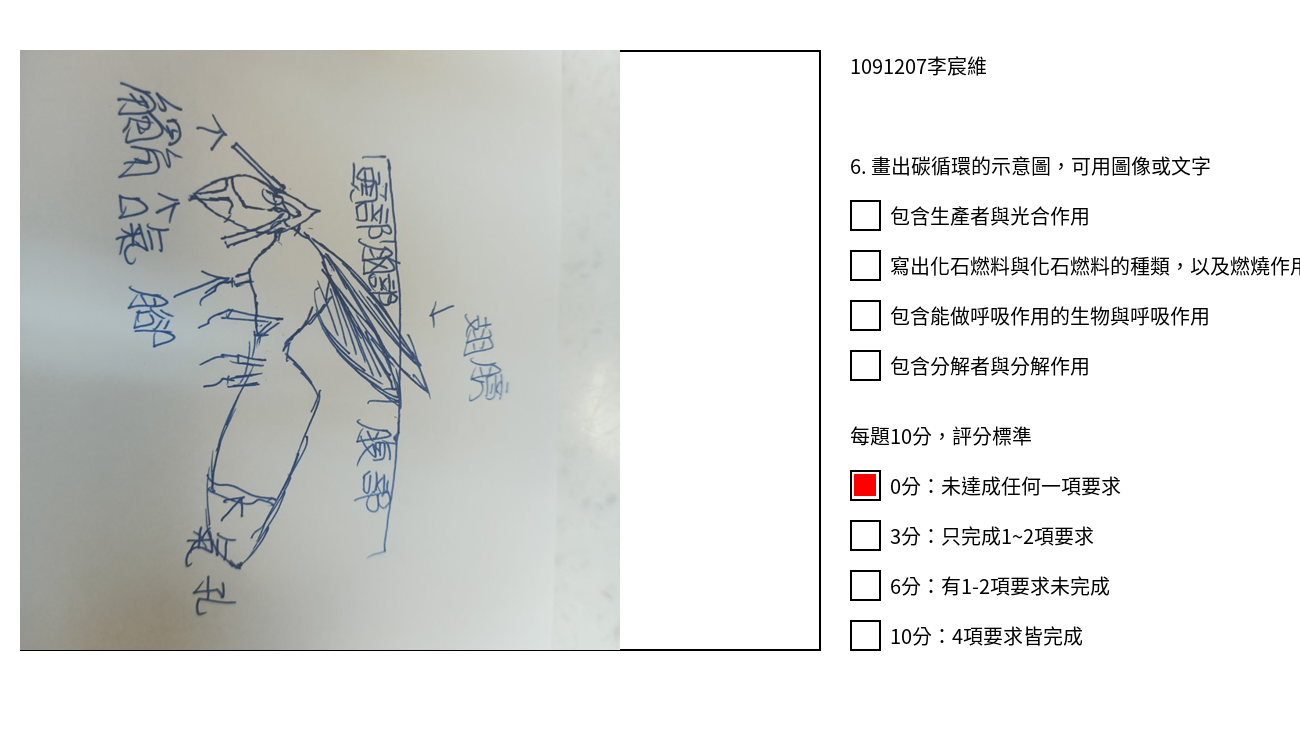 觸角
口氣
腳
頭部胸部
翅膀
腹部
氣孔
1091207李宸維
6. 畫出碳循環的示意圖，可用圖像或文字
包含生產者與光合作用
寫出化石燃料與化石燃料的種類，以及燃燒作用
包含能做呼吸作用的生物與呼吸作用
包含分解者與分解作用
每題10分，評分標準
0分：未達成任何一項要求
3分：只完成1~2項要求
6分：有1-2項要求未完成
10分：4項要求皆完成